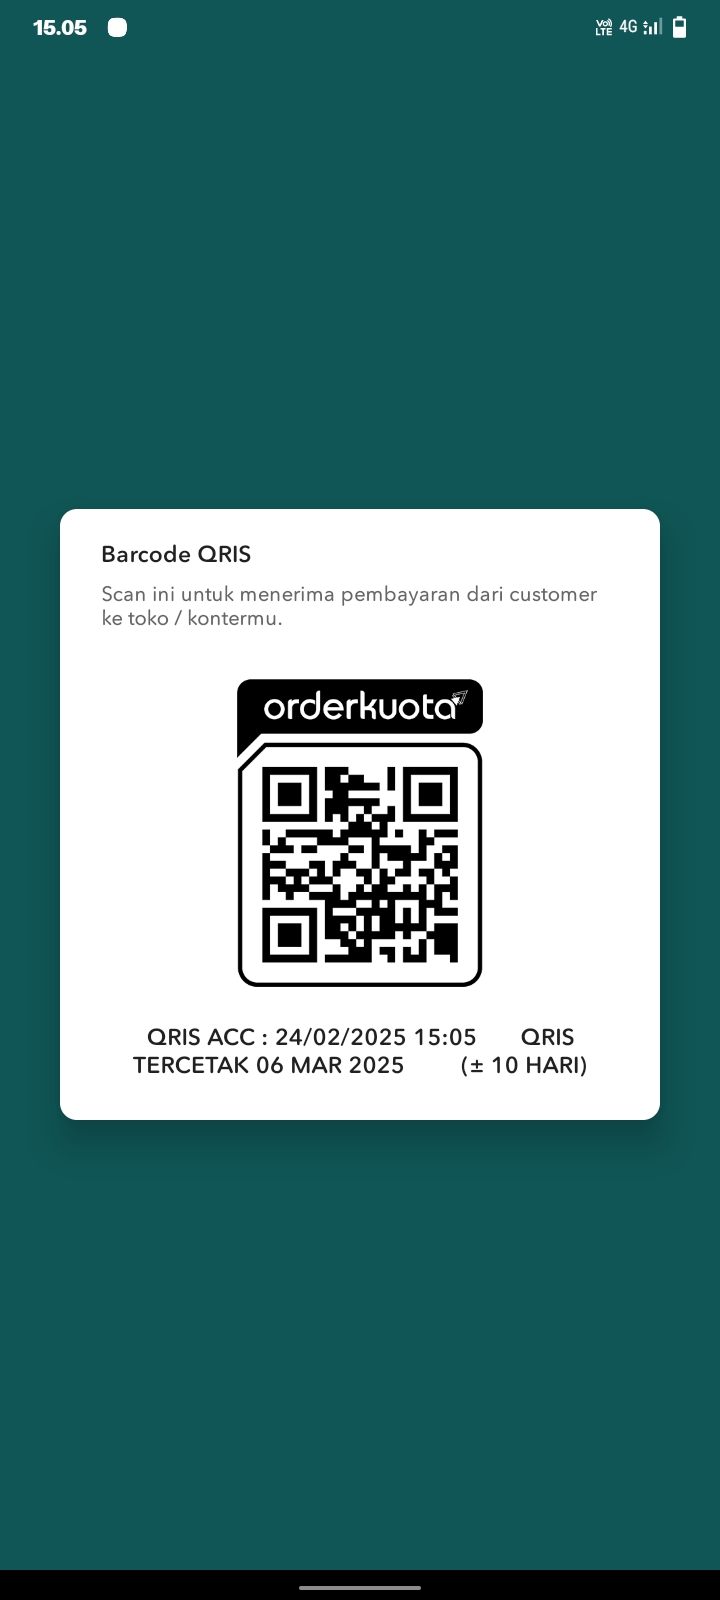 15.05
Vo) LTE 4G
Barcode QRIS
Scan ini untuk menerima pembayaran dari customer
ke toko / kontermu.
orderkuota
QRIS ACC : 24/02/2025 15:05 QRIS
TERCETAK 06 MAR 2025 (± 10 HARI)